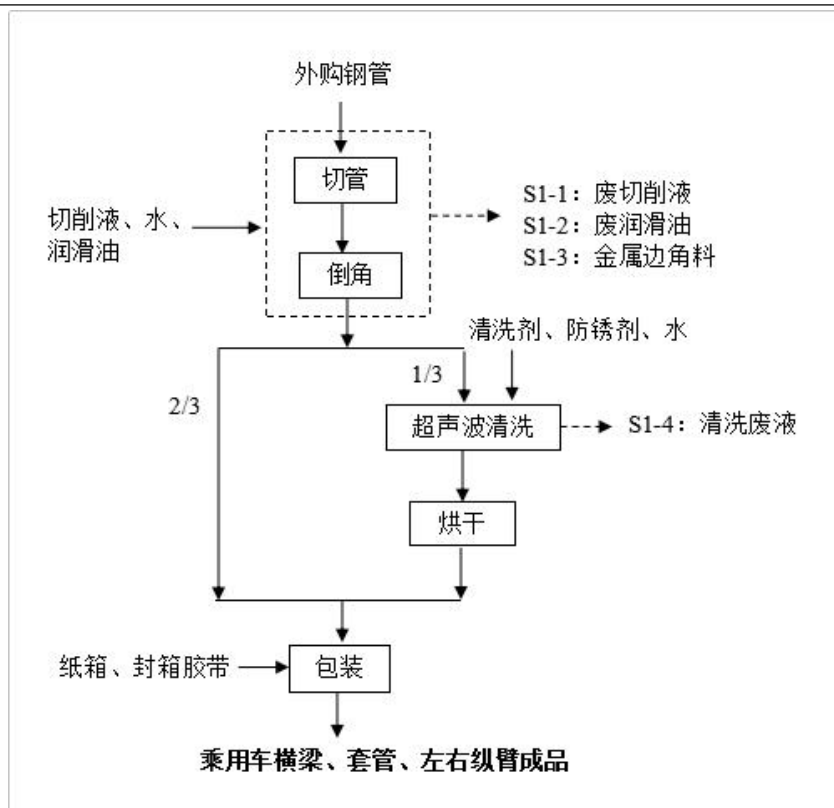 外购钢管
切管
切削液、水、
润滑油
倒角
S1-1：废切削液
S1-2：废润滑油
S1-3：金属边角料
清洗剂、防锈剂、水
1/3
2/3
超声波清洗
S1-4：清洗废液
烘干
纸箱、封箱胶带
包装
乘用车横梁、套管、左右纵臂成品